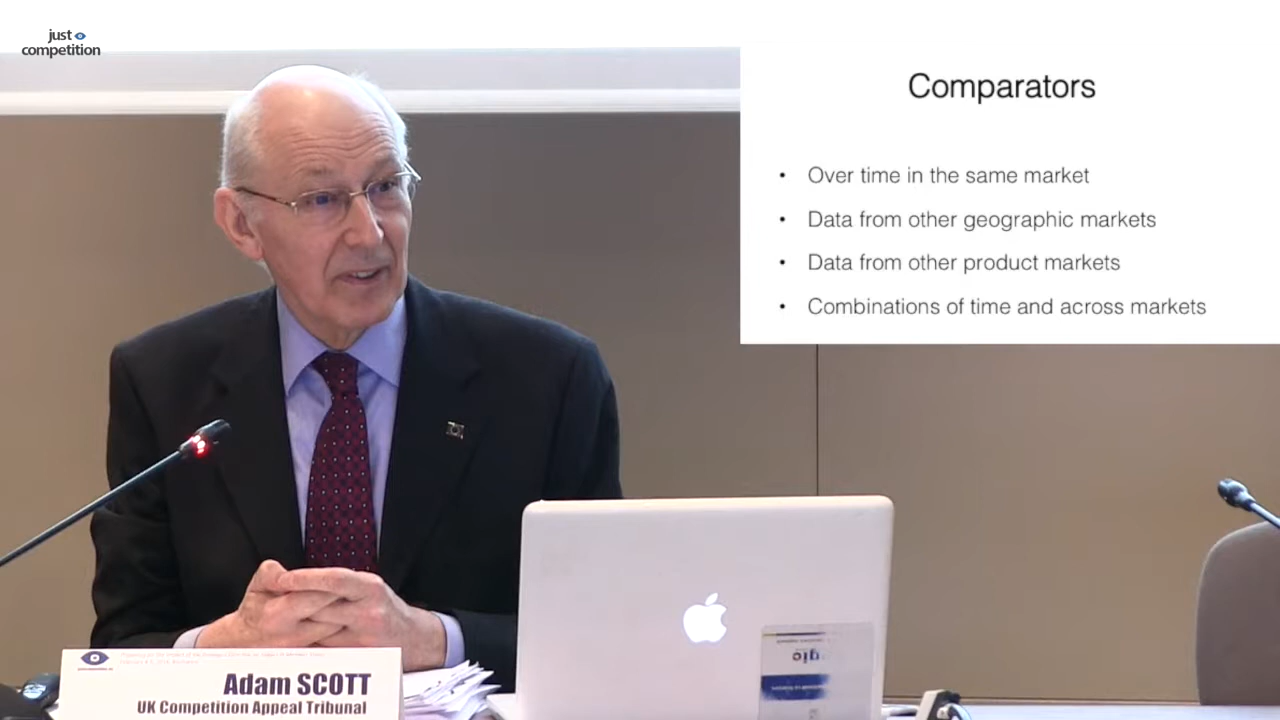 just
competition
Comparators
• Over time in the same market
• Data from other geographic markets
• Data from other product markets
• Combinations of time and across markets
Adam SCOTT
UK Competition Appeal Tribunal